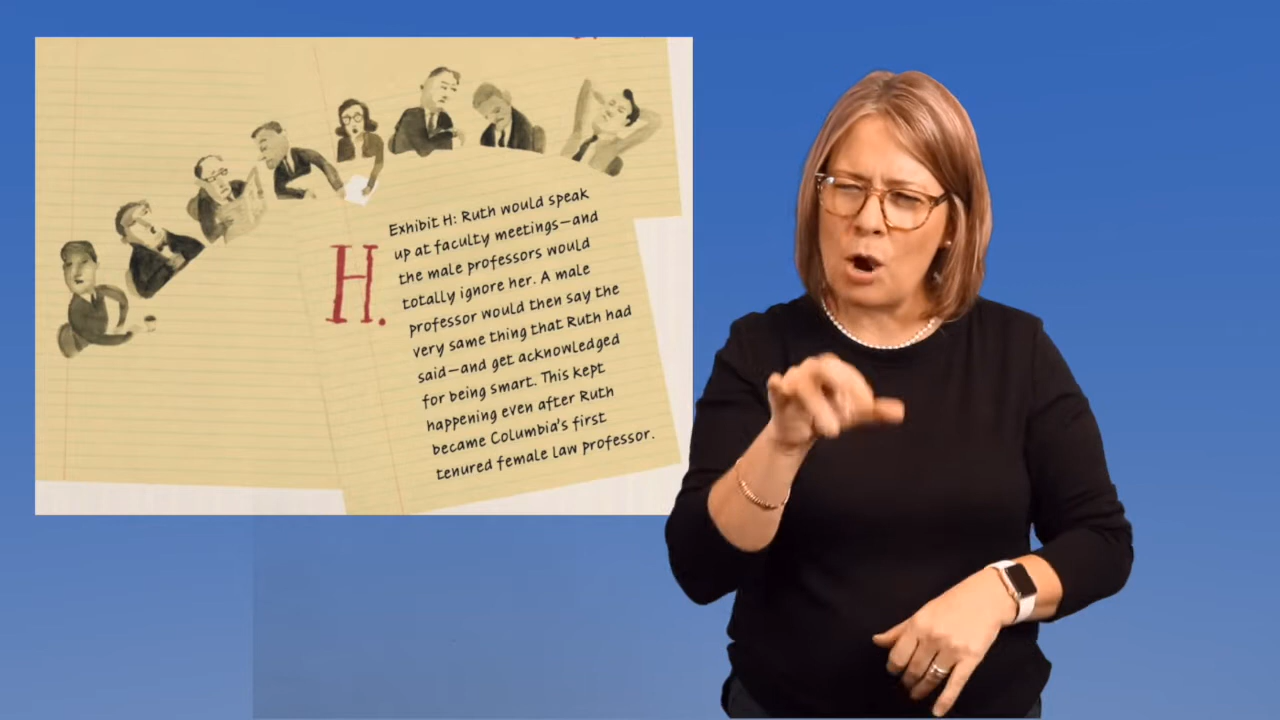 H.
Exhibit H: Ruth would speak
up at faculty meetings—and
the male professors would
totally ignore her. A male
professor would then say the
very same thing that Ruth had
said—and get acknowledged
for being smart. This kept
happening even after Ruth
became Columbia's first
tenured female law professor.